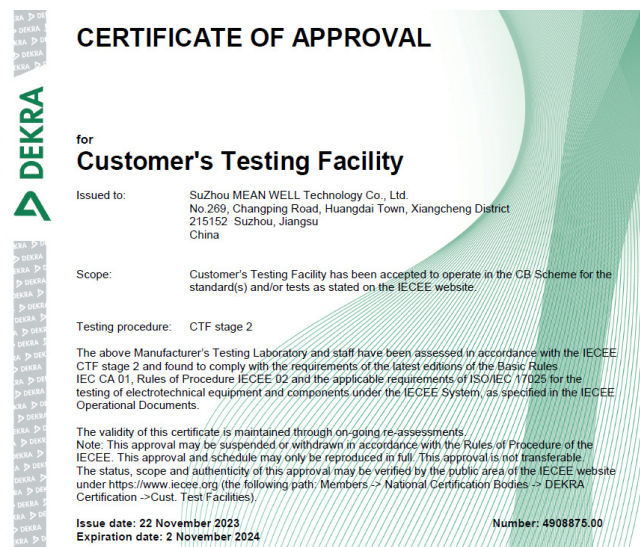 CERTIFICATE OF APPROVAL
DEKRA
for
Customer's Testing Facility
Issued to: SuZhou MEAN WELL Technology Co., Ltd.
No.269, Changping Road, Huangdai Town, Xiangcheng District
215152 Suzhou, Jiangsu
China
Scope: Customer's Testing Facility has been accepted to operate in the CB Scheme for the
standard(s) and/or tests as stated on the IECEE website.
Testing procedure: CTF stage 2
The above Manufacturer's Testing Laboratory and staff have been assessed in accordance with the IECEE
CTF stage 2 and found to comply with the requirements of the latest editions of the Basic Rules
IEC CA 01, Rules of Procedure IECEE 02 and the applicable requirements of ISO/IEC 17025 for the
testing of electrotechnical equipment and components under the IECEE System, as specified in the IECEE
Operational Documents.
The validity of this certificate is maintained through on-going re-assessments.
Note: This approval may be suspended or withdrawn in accordance with the Rules of Procedure of the
IECEE. This approval and schedule may only be reproduced in full. This approval is not transferable.
The status, scope and authenticity of this approval may be verified by the public area of the IECEE website
under https://www.iecee.org (the following path: Members -> National Certification Bodies -> DEKRA
Certification ->Cust. Test Facilities).
Issue date: 22 November 2023 Number: 4908875.00
Expiration date: 2 November 2024